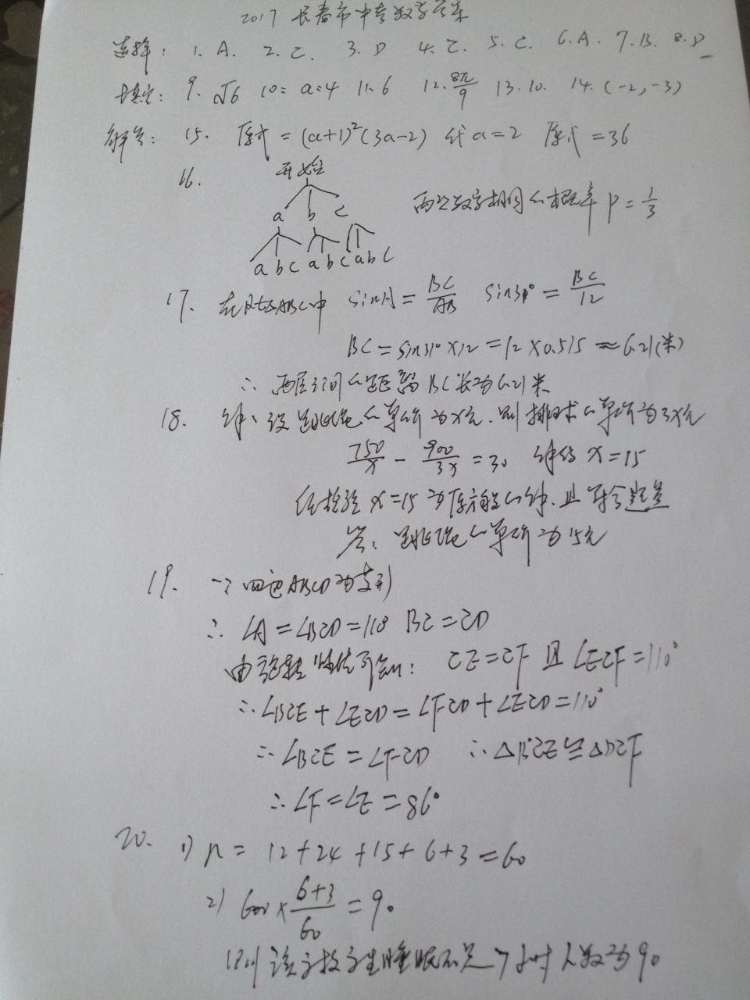 2017 长春市中考数学答案
选择: 1. A. 2. C. 3. D 4. C. 5. C. 6. A. 7. B. 8. D
填空: 9. √6 10: a=4 11. 6 12. 8π/9 13. 10. 14. (-2,-3)
解答: 15. 原式=(a+1)²(3a-2) 代a=2 原式=36
16. 开始
a b c
a b c a b c a b c
两次数字相同的概率 P=1/3
17. 在Rt△ABC中 sinA=BC/AB sin31°=BC/12
BC=sin31°×12=12×0.515≈6.21(米)
∴ 两层之间的距离BC长为6.21米
18. 解: 设跳绳的单价为x元.则排球的单价为3x元
750/x - 900/3x =30 解得 x=15
经检验 x=15为原方程的解.且符合题意
答: 跳绳的单价为15元
19. ∵四边ABCD为菱形
∴ ∠A=∠BCD=110° BC=CD
由旋转性质可知: CE=CF 且∠ECF=110°
∴∠BCE+∠ECD=∠FCD+∠ECD=110°
∴∠BCE=∠FCD ∴△BCE≌△DCF
∴∠F=∠E=86°
20. 1) n= 12+24+15+6+3=60
2) 600×(6+3)/60=90
则该校学生睡眠不足7小时人数为90